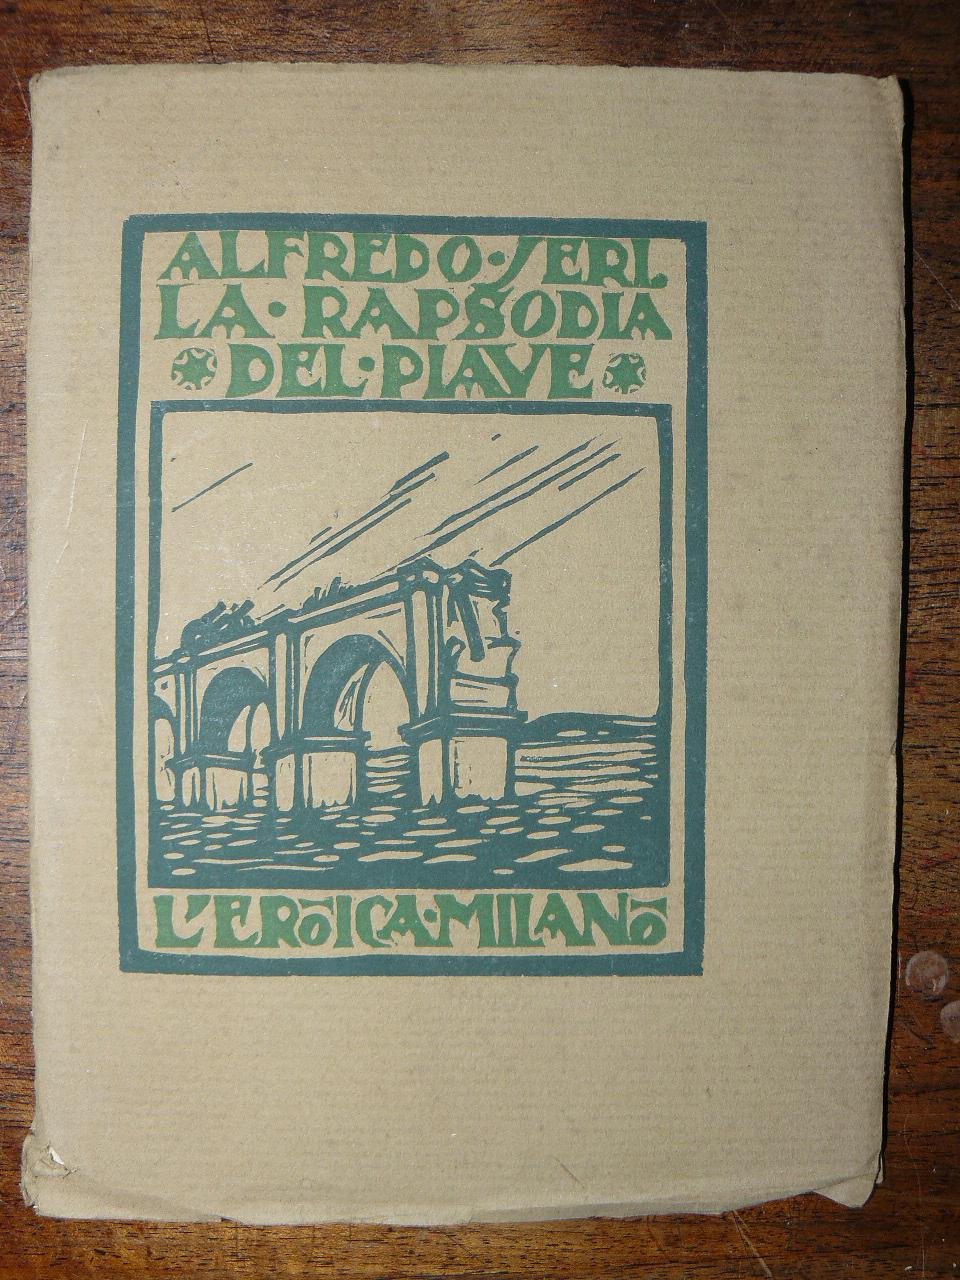 ALFREDO·SERI.
LA·RAPSODIA
DEL·PIAVE
L'EROICA·MILANO